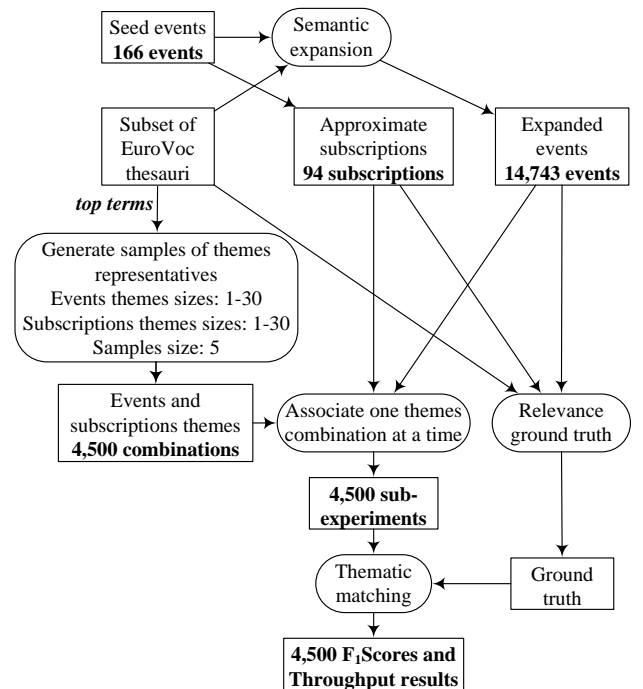 Seed events
166 events
Semantic
expansion
Subset of
EuroVoc
thesauri
Approximate
subscriptions
94 subscriptions
Expanded
events
14,743 events
top terms
Generate samples of themes
representatives
Events themes sizes: 1-30
Subscriptions themes sizes: 1-30
Samples size: 5
Events and
subscriptions themes
4,500 combinations
Associate one themes
combination at a time
Relevance
ground truth
4,500 sub-
experiments
Thematic
matching
Ground
truth
4,500 F₁Scores and
Throughput results